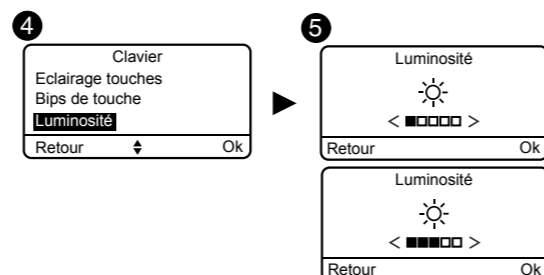 4
Clavier
Eclairage touches
Bips de touche
Luminosité
Retour Ok
5
Luminosité
< ■□□□□ >
Retour Ok
Luminosité
< ■■■□□ >
Retour Ok